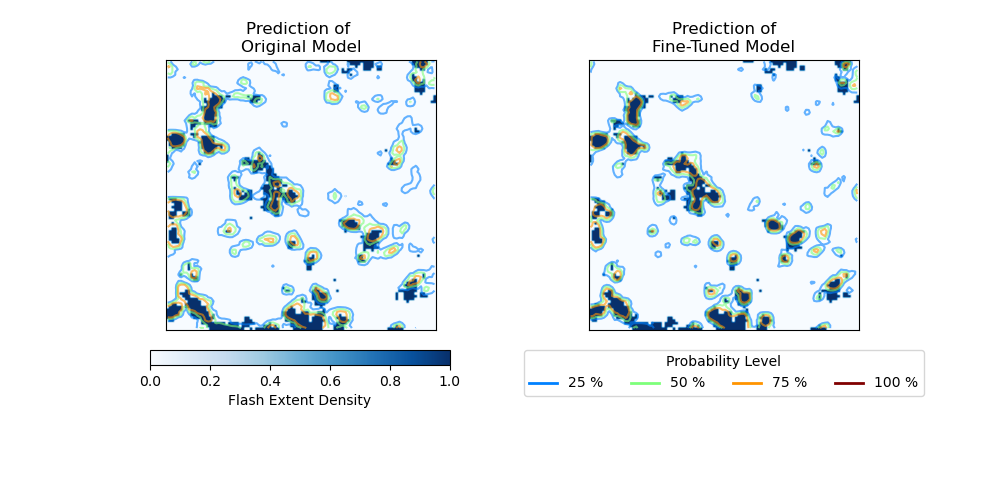 Prediction of
Original Model
Prediction of
Fine-Tuned Model
0.0 0.2 0.4 0.6 0.8 1.0
Flash Extent Density
Probability Level
25 % 50 % 75 % 100 %